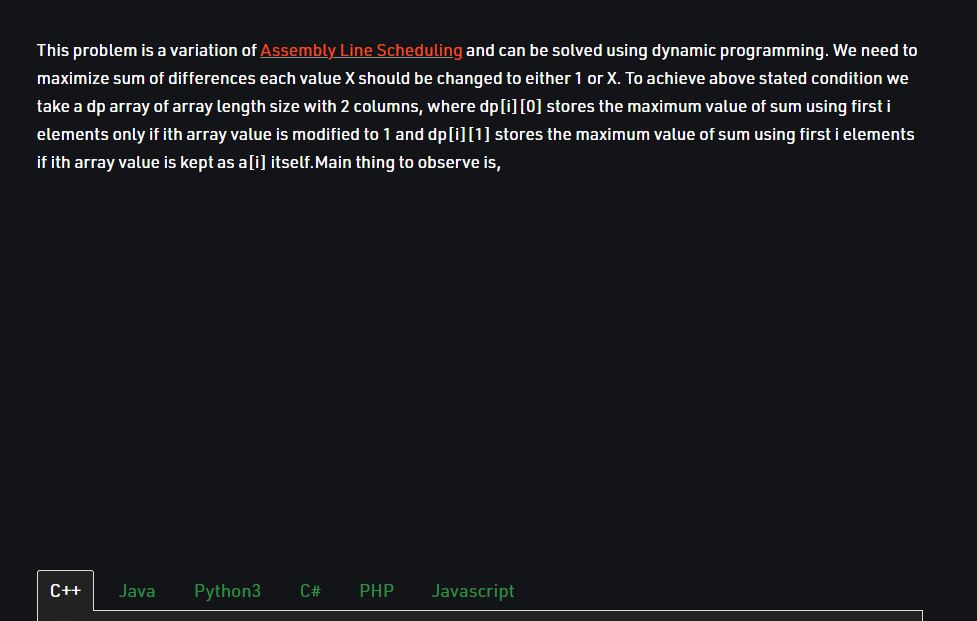 This problem is a variation of Assembly Line Scheduling and can be solved using dynamic programming. We need to
maximize sum of differences each value X should be changed to either 1 or X. To achieve above stated condition we
take a dp array of array length size with 2 columns, where dp[i][0] stores the maximum value of sum using first i
elements only if ith array value is modified to 1 and dp[i][1] stores the maximum value of sum using first i elements
if ith array value is kept as a[i] itself.Main thing to observe is,
C++ Java Python3 C# PHP Javascript